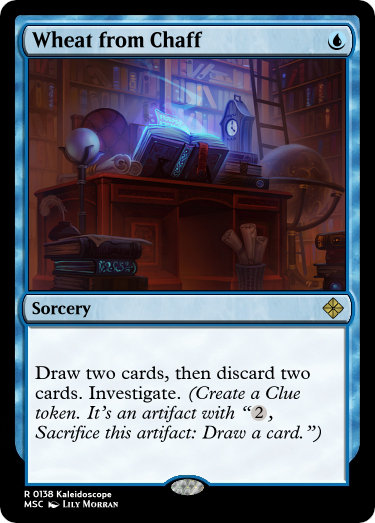 Wheat from Chaff
Sorcery
Draw two cards, then discard two
cards. Investigate. (Create a Clue
token. It's an artifact with “2,
Sacrifice this artifact: Draw a card.”)
R 0138 Kaleidoscope
MSC Lily Morran